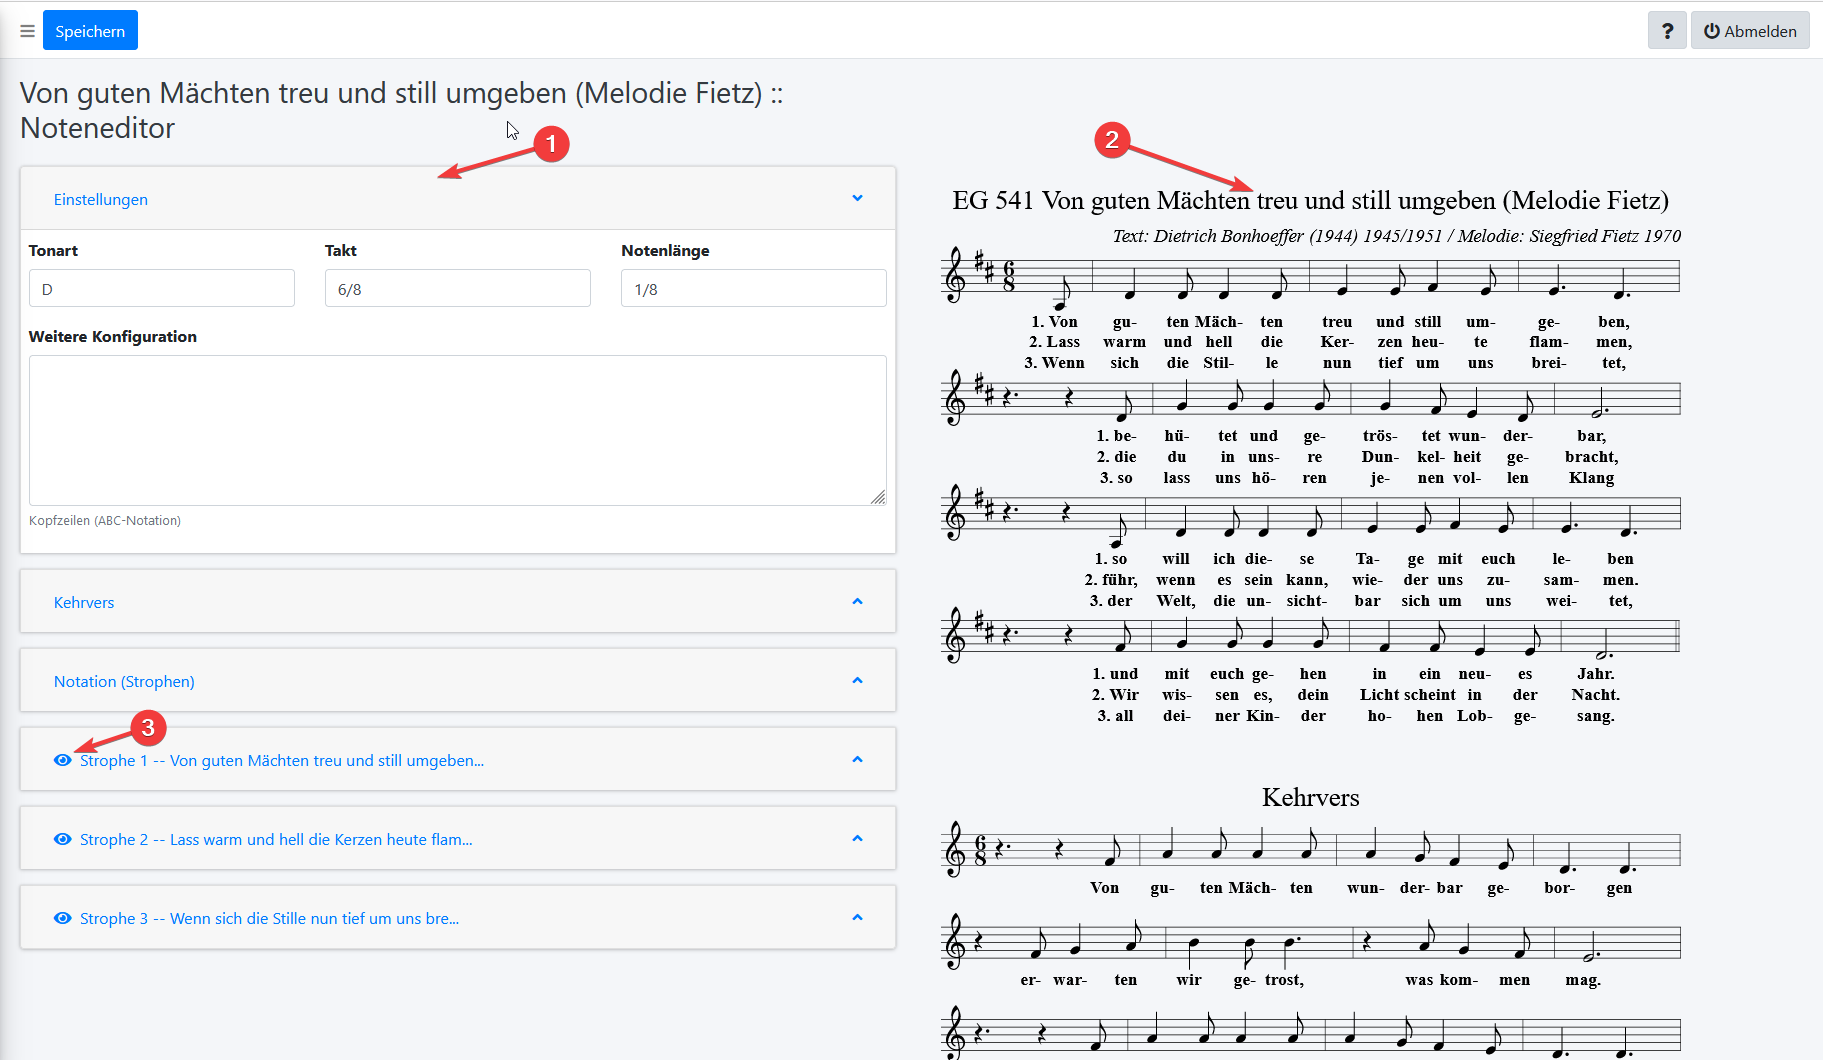 Speichern
? Abmelden
Von guten Mächten treu und still umgeben (Melodie Fietz) ::
Noteneditor
1
Einstellungen
Tonart Takt Notenlänge
D 6/8 1/8
Weitere Konfiguration
Kopfzeilen (ABC-Notation)
Kehrvers
Notation (Strophen)
3
Strophe 1 -- Von guten Mächten treu und still umgeben...
Strophe 2 -- Lass warm und hell die Kerzen heute flam...
Strophe 3 -- Wenn sich die Stille nun tief um uns bre...
2
EG 541 Von guten Mächten treu und still umgeben (Melodie Fietz)
Text: Dietrich Bonhoeffer (1944) 1945/1951 / Melodie: Siegfried Fietz 1970
6
8
1. Von gu- ten Mäch- ten treu und still um- ge- ben,
2. Lass warm und hell die Ker- zen heu- te flam- men,
3. Wenn sich die Stil- le nun tief um uns brei- tet,
1. be- hü- tet und ge- trös- tet wun- der- bar,
2. die du in uns- re Dun- kel- heit ge- bracht,
3. so lass uns hö- ren je- nen vol- len Klang
1. so will ich die- se Ta- ge mit euch le- ben
2. führ, wenn es sein kann, wie- der uns zu- sam- men.
3. der Welt, die un- sicht- bar sich um uns wei- tet,
1. und mit euch ge- hen in ein neu- es Jahr.
2. Wir wis- sen es, dein Licht scheint in der Nacht.
3. all dei- ner Kin- der ho- hen Lob- ge- sang.
Kehrvers
6
8
Von gu- ten Mäch- ten wun- der- bar ge- bor- gen
er- war- ten wir ge- trost, was kom- men mag.